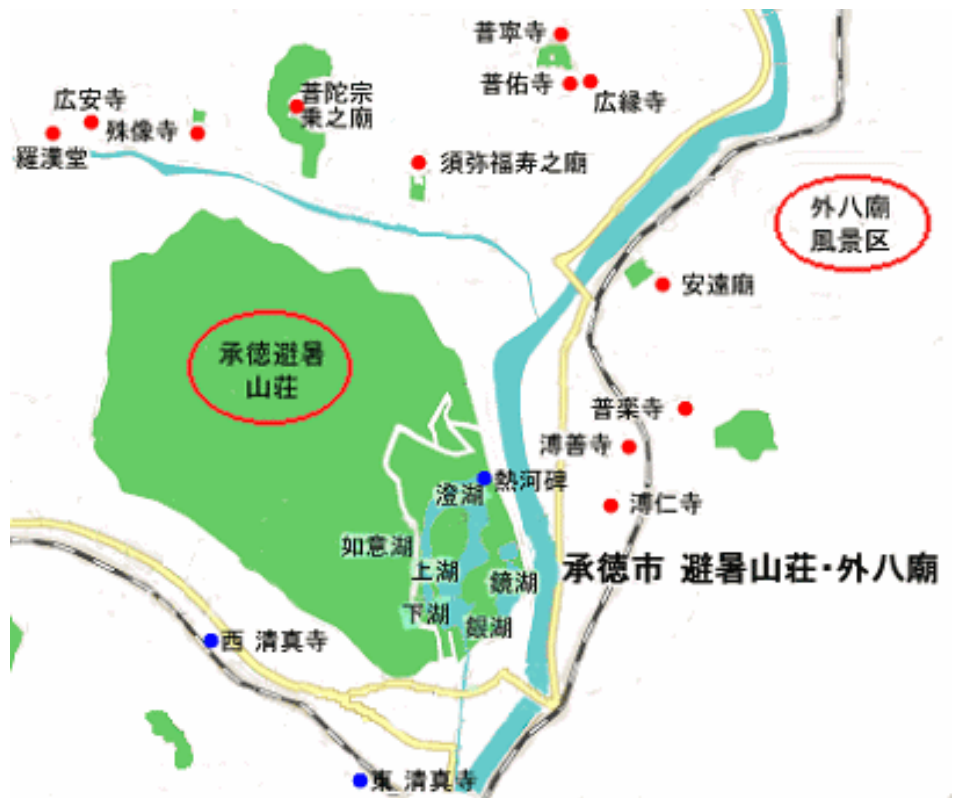 普寧寺
普佑寺
広縁寺
広安寺
殊像寺
羅漢堂
普陀宗
乗之廟
須弥福寿之廟
外八廟
風景区
安遠廟
承徳避暑
山荘
普楽寺
溥善寺
熱河碑
澄湖
溥仁寺
如意湖
上湖
鏡湖
承徳市 避暑山荘・外八廟
下湖
銀湖
西 清真寺
東 清真寺